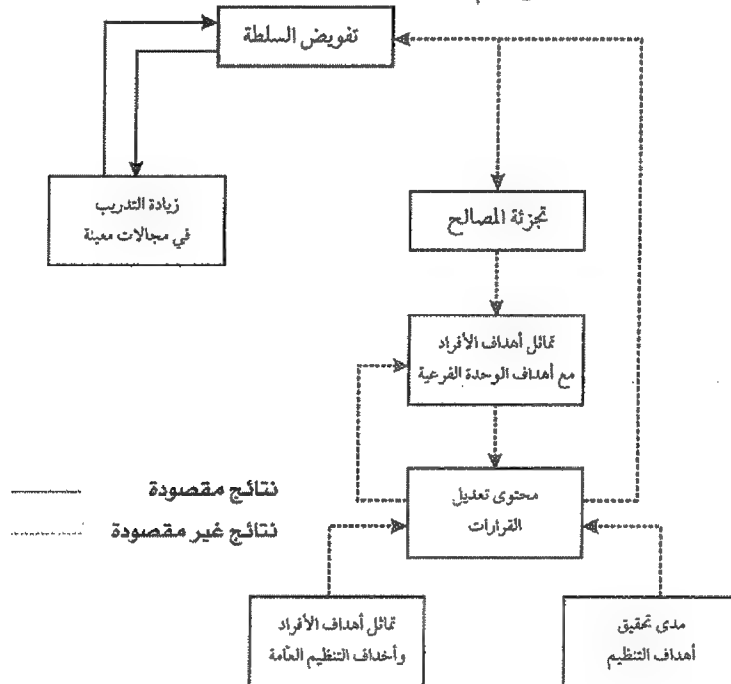 تفويض السلطة
زيادة التدريب
في مجالات معينة
تجزئة المصالح
تماثل أهداف الأفراد
مع أهداف الوحدة الفرعية
نتائج مقصودة
نتائج غير مقصودة
محتوى تعديل
القرارات
تماثل أهداف الأفراد
وأخداف التنظيم العامة
مدى تحقيق
أهداف التنظيم